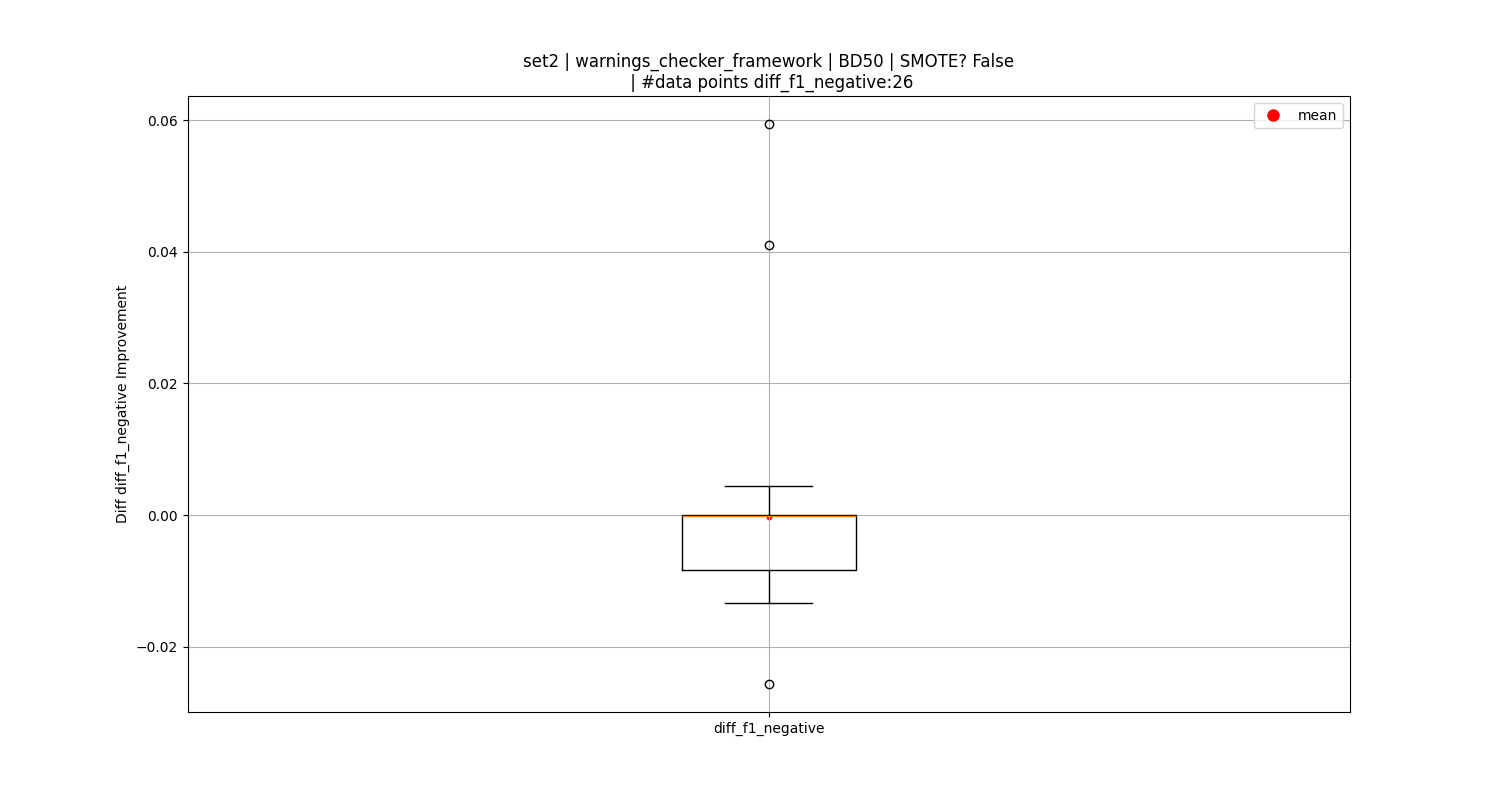 set2 | warnings_checker_framework | BD50 | SMOTE? False
| #data points diff_f1_negative:26
mean
0.06
0.04
0.02
0.00
−0.02
Diff diff_f1_negative Improvement
diff_f1_negative